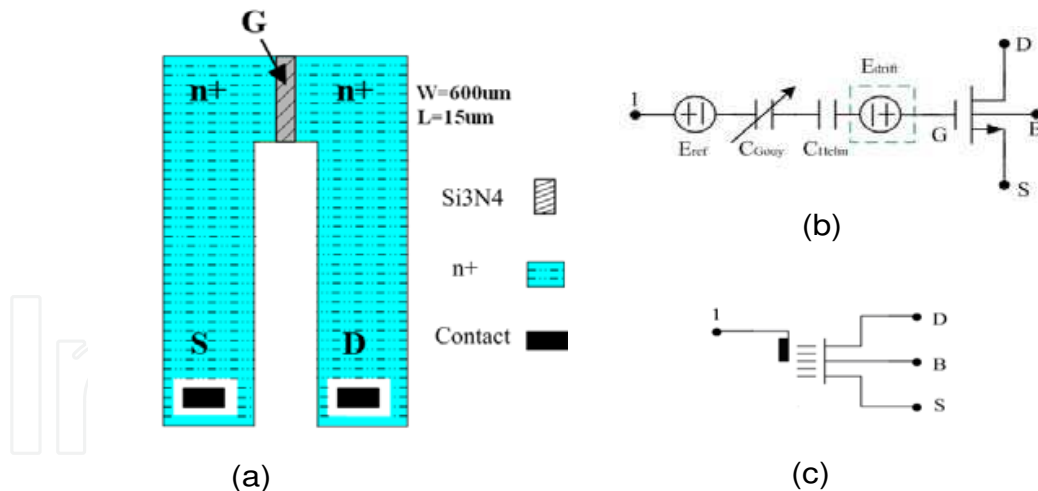 G
n+ n+
W=600um
L=15um
Si3N4
n+
Contact
S D
(a)
1
Eref
CGouy
CHelm
Edrift
G
D
B
S
(b)
1
D
B
S
(c)